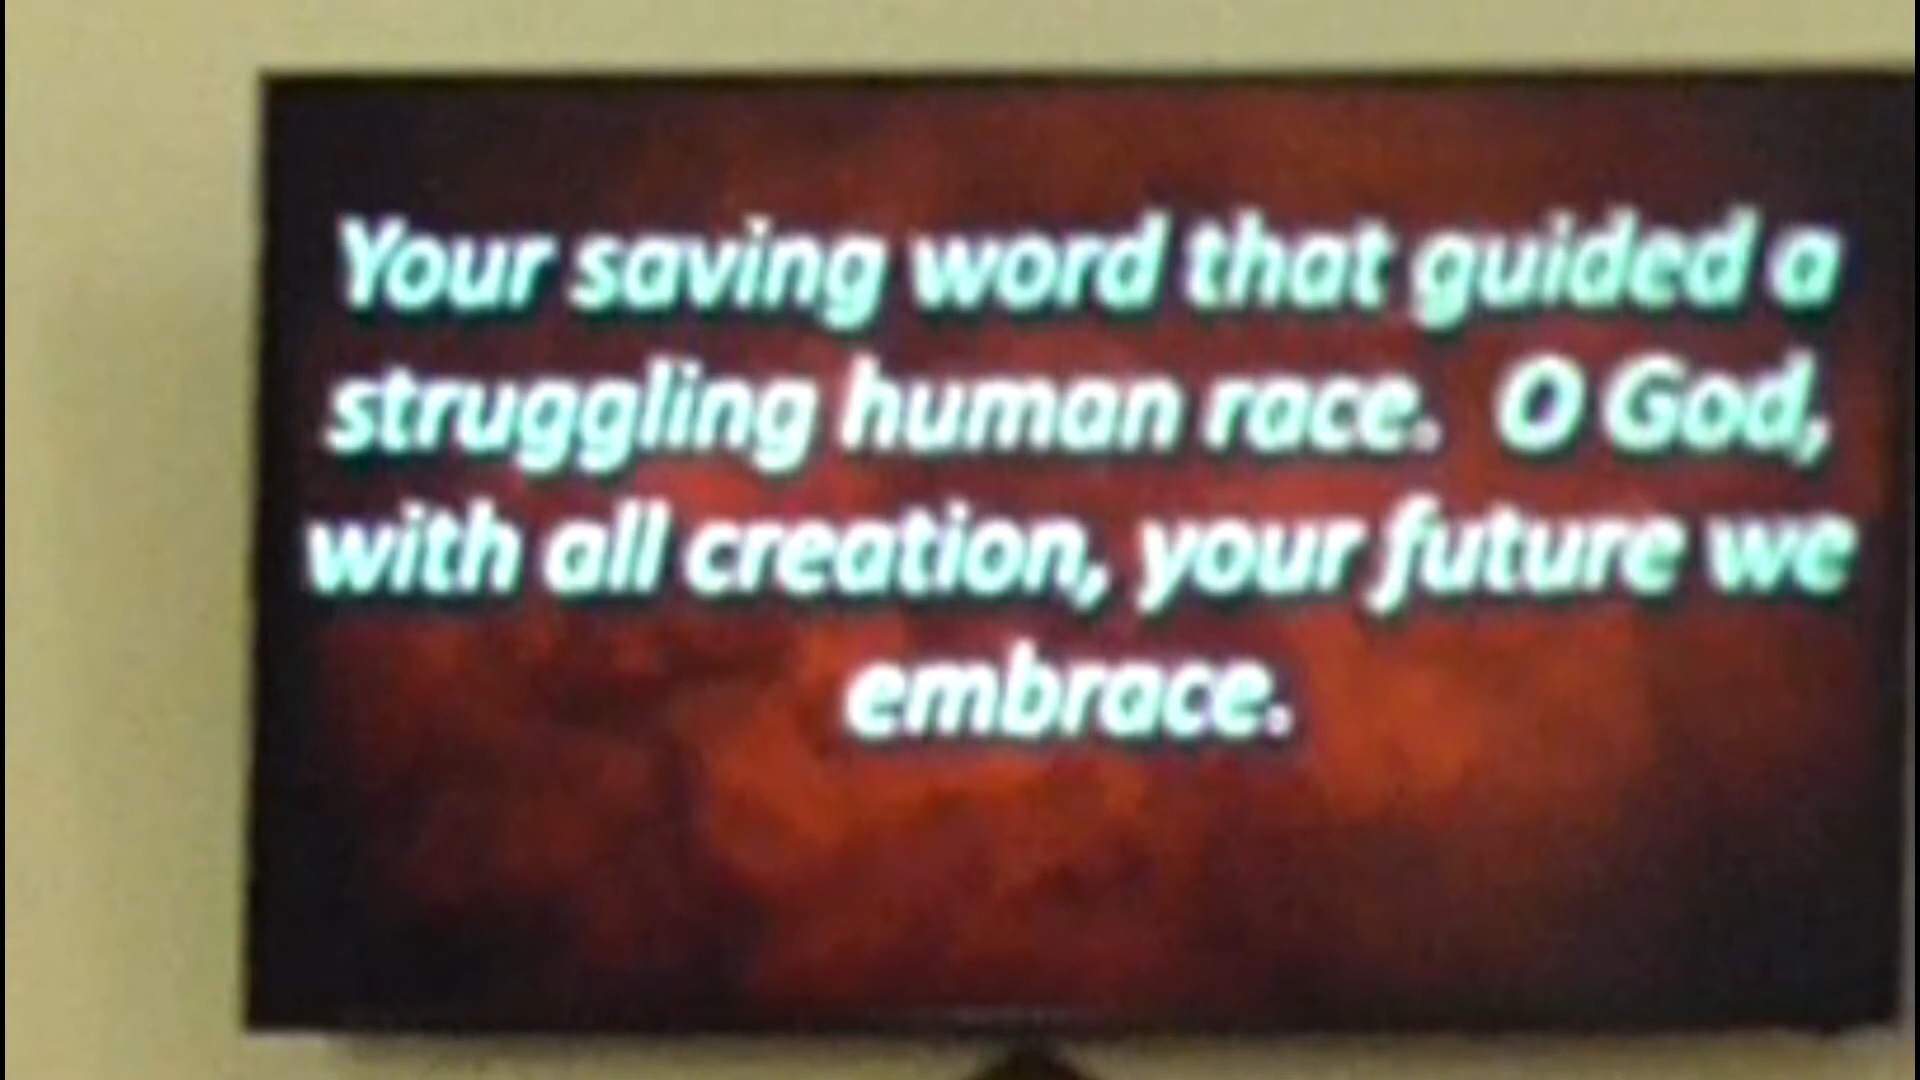 Your saving word that guided a
struggling human race.  O God,
with all creation, your future we
embrace.